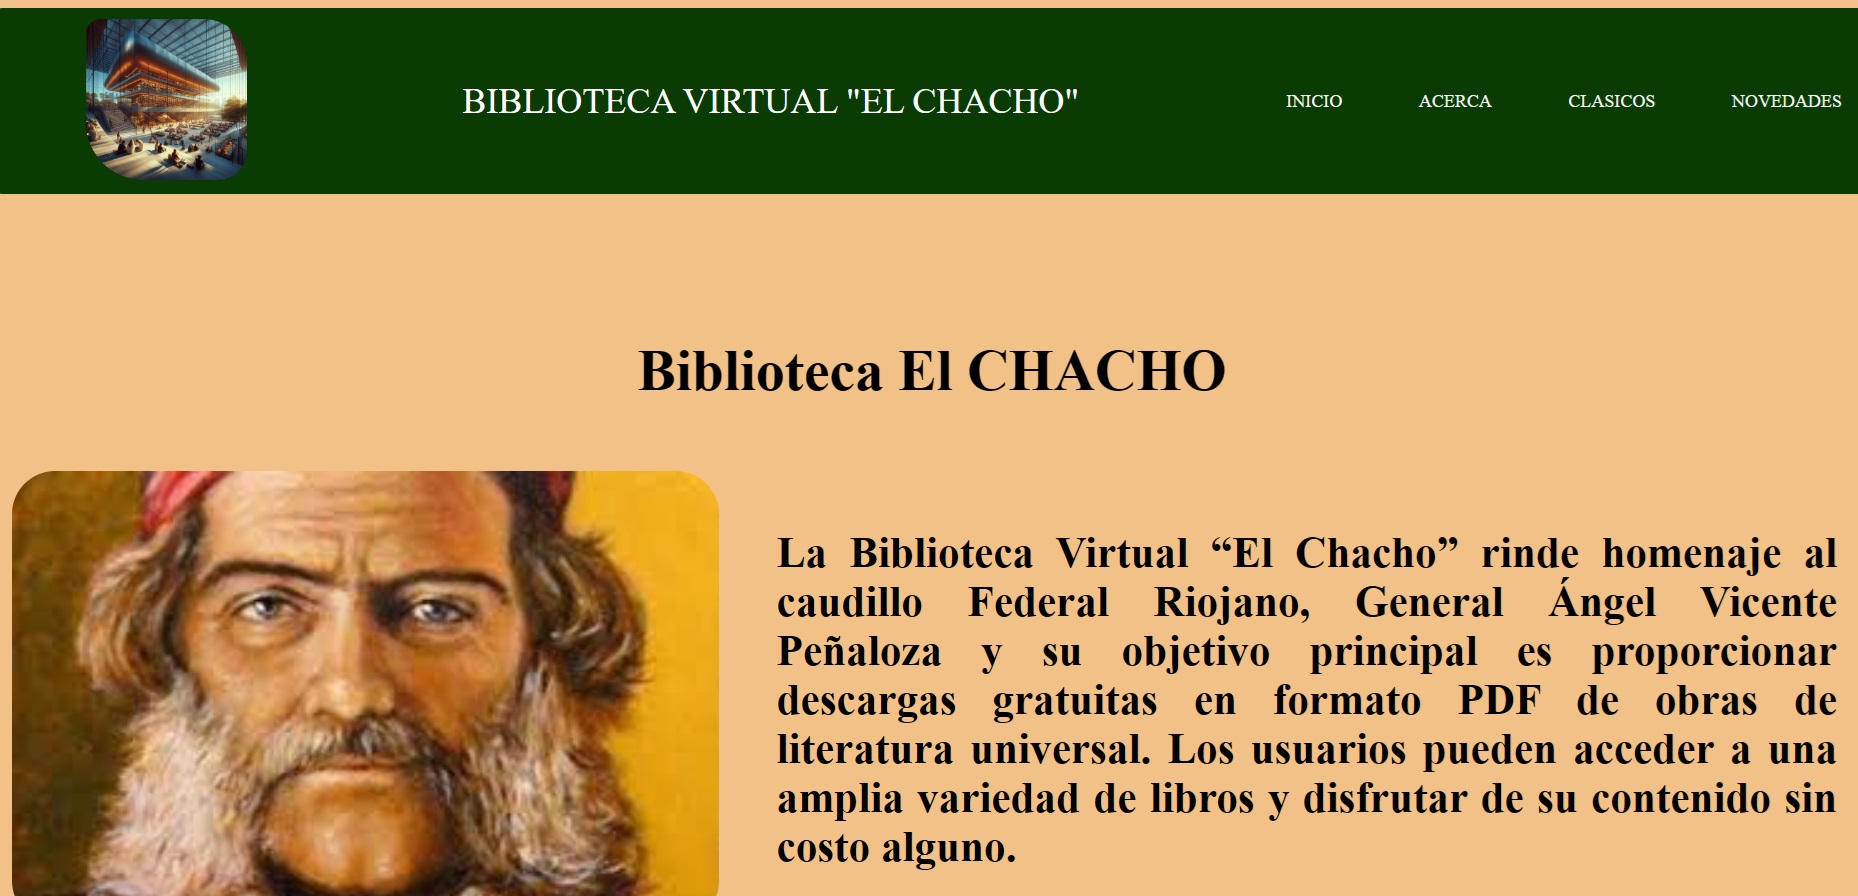 BIBLIOTECA VIRTUAL "EL CHACHO"
INICIO
ACERCA
CLASICOS
NOVEDADES
Biblioteca El CHACHO
La Biblioteca Virtual “El Chacho” rinde homenaje al
caudillo Federal Riojano, General Ángel Vicente
Peñaloza y su objetivo principal es proporcionar
descargas gratuitas en formato PDF de obras de
literatura universal. Los usuarios pueden acceder a una
amplia variedad de libros y disfrutar de su contenido sin
costo alguno.